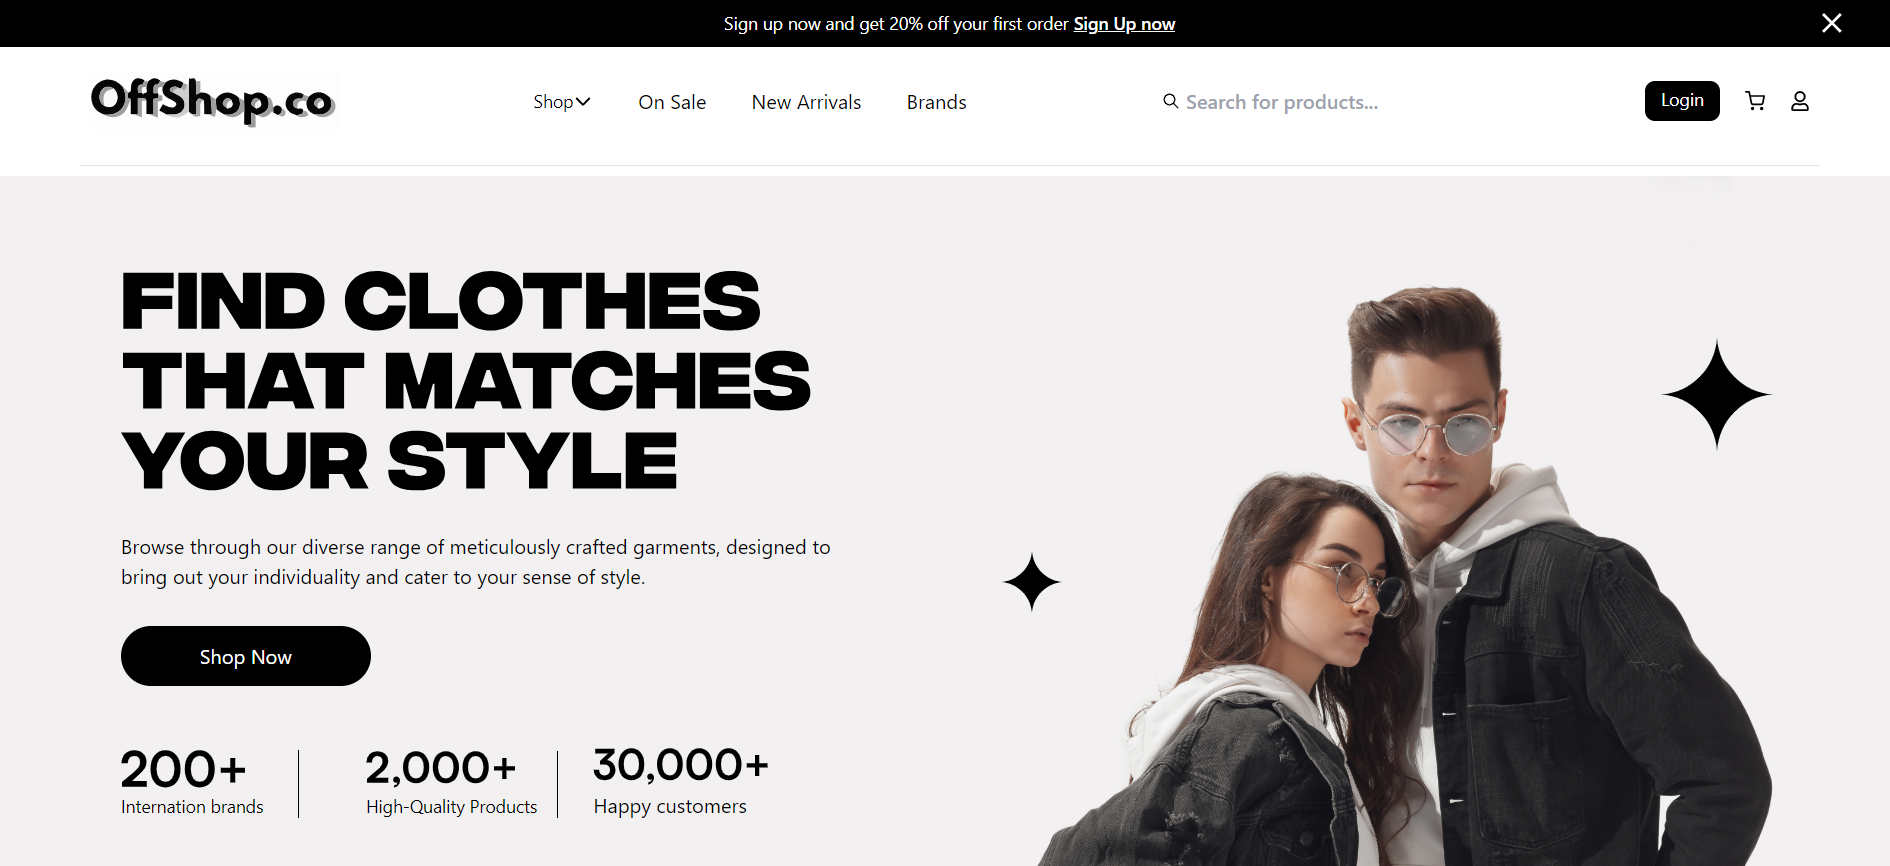 Sign up now and get 20% off your first order Sign Up now
OffShop.co
Shop
On Sale
New Arrivals
Brands
Search for products...
Login
FIND CLOTHES
THAT MATCHES
YOUR STYLE
Browse through our diverse range of meticulously crafted garments, designed to
bring out your individuality and cater to your sense of style.
Shop Now
200+
Internation brands
2,000+
High-Quality Products
30,000+
Happy customers